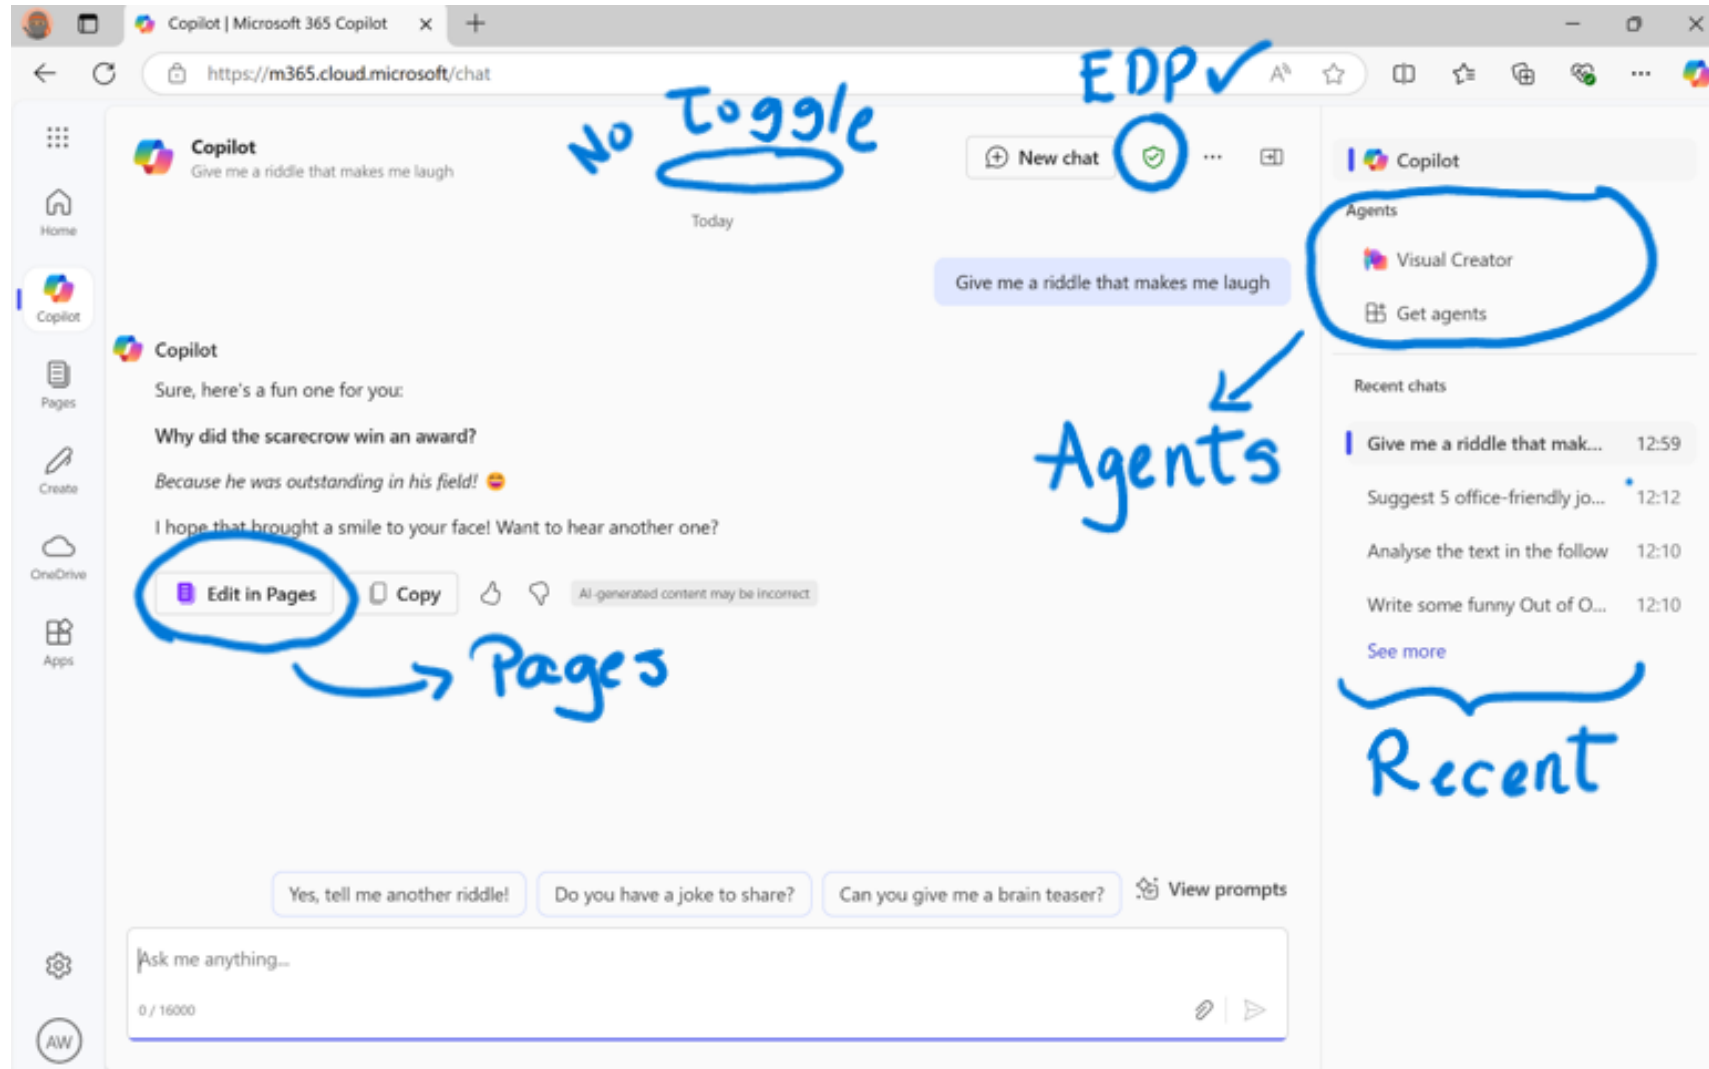 Copilot | Microsoft 365 Copilot
https://m365.cloud.microsoft/chat
EDP
No Toggle
Copilot
Give me a riddle that makes me laugh
New chat
Today
Give me a riddle that makes me laugh
Home
Copilot
Pages
Create
OneDrive
Apps
AW
Copilot
Sure, here's a fun one for you:
Why did the scarecrow win an award?
Because he was outstanding in his field! 😄
I hope that brought a smile to your face! Want to hear another one?
Edit in Pages
Copy
AI-generated content may be incorrect
Pages
Yes, tell me another riddle!
Do you have a joke to share?
Can you give me a brain teaser?
View prompts
Ask me anything...
0 / 16000
Copilot
Agents
Visual Creator
Get agents
Agents
Recent chats
Give me a riddle that mak... 12:59
Suggest 5 office-friendly jo... 12:12
Analyse the text in the follow 12:10
Write some funny Out of O... 12:10
See more
Recent